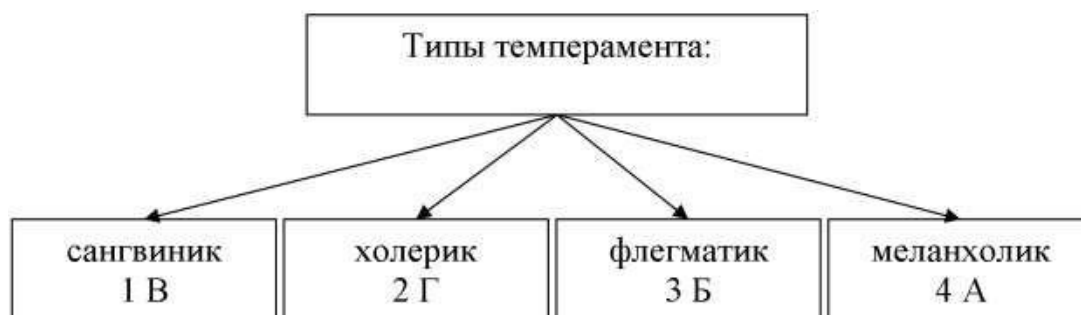 Типы темперамента:
сангвиник
1 В
холерик
2 Г
флегматик
3 Б
меланхолик
4 А